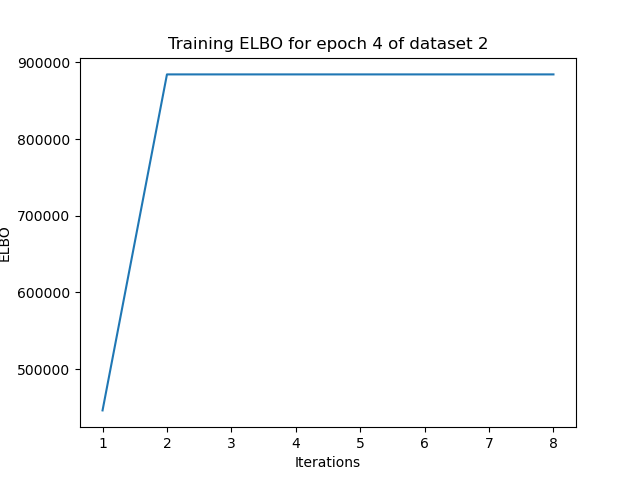 Training ELBO for epoch 4 of dataset 2
900000
800000
700000
600000
500000
ELBO
1 2 3 4 5 6 7 8
Iterations